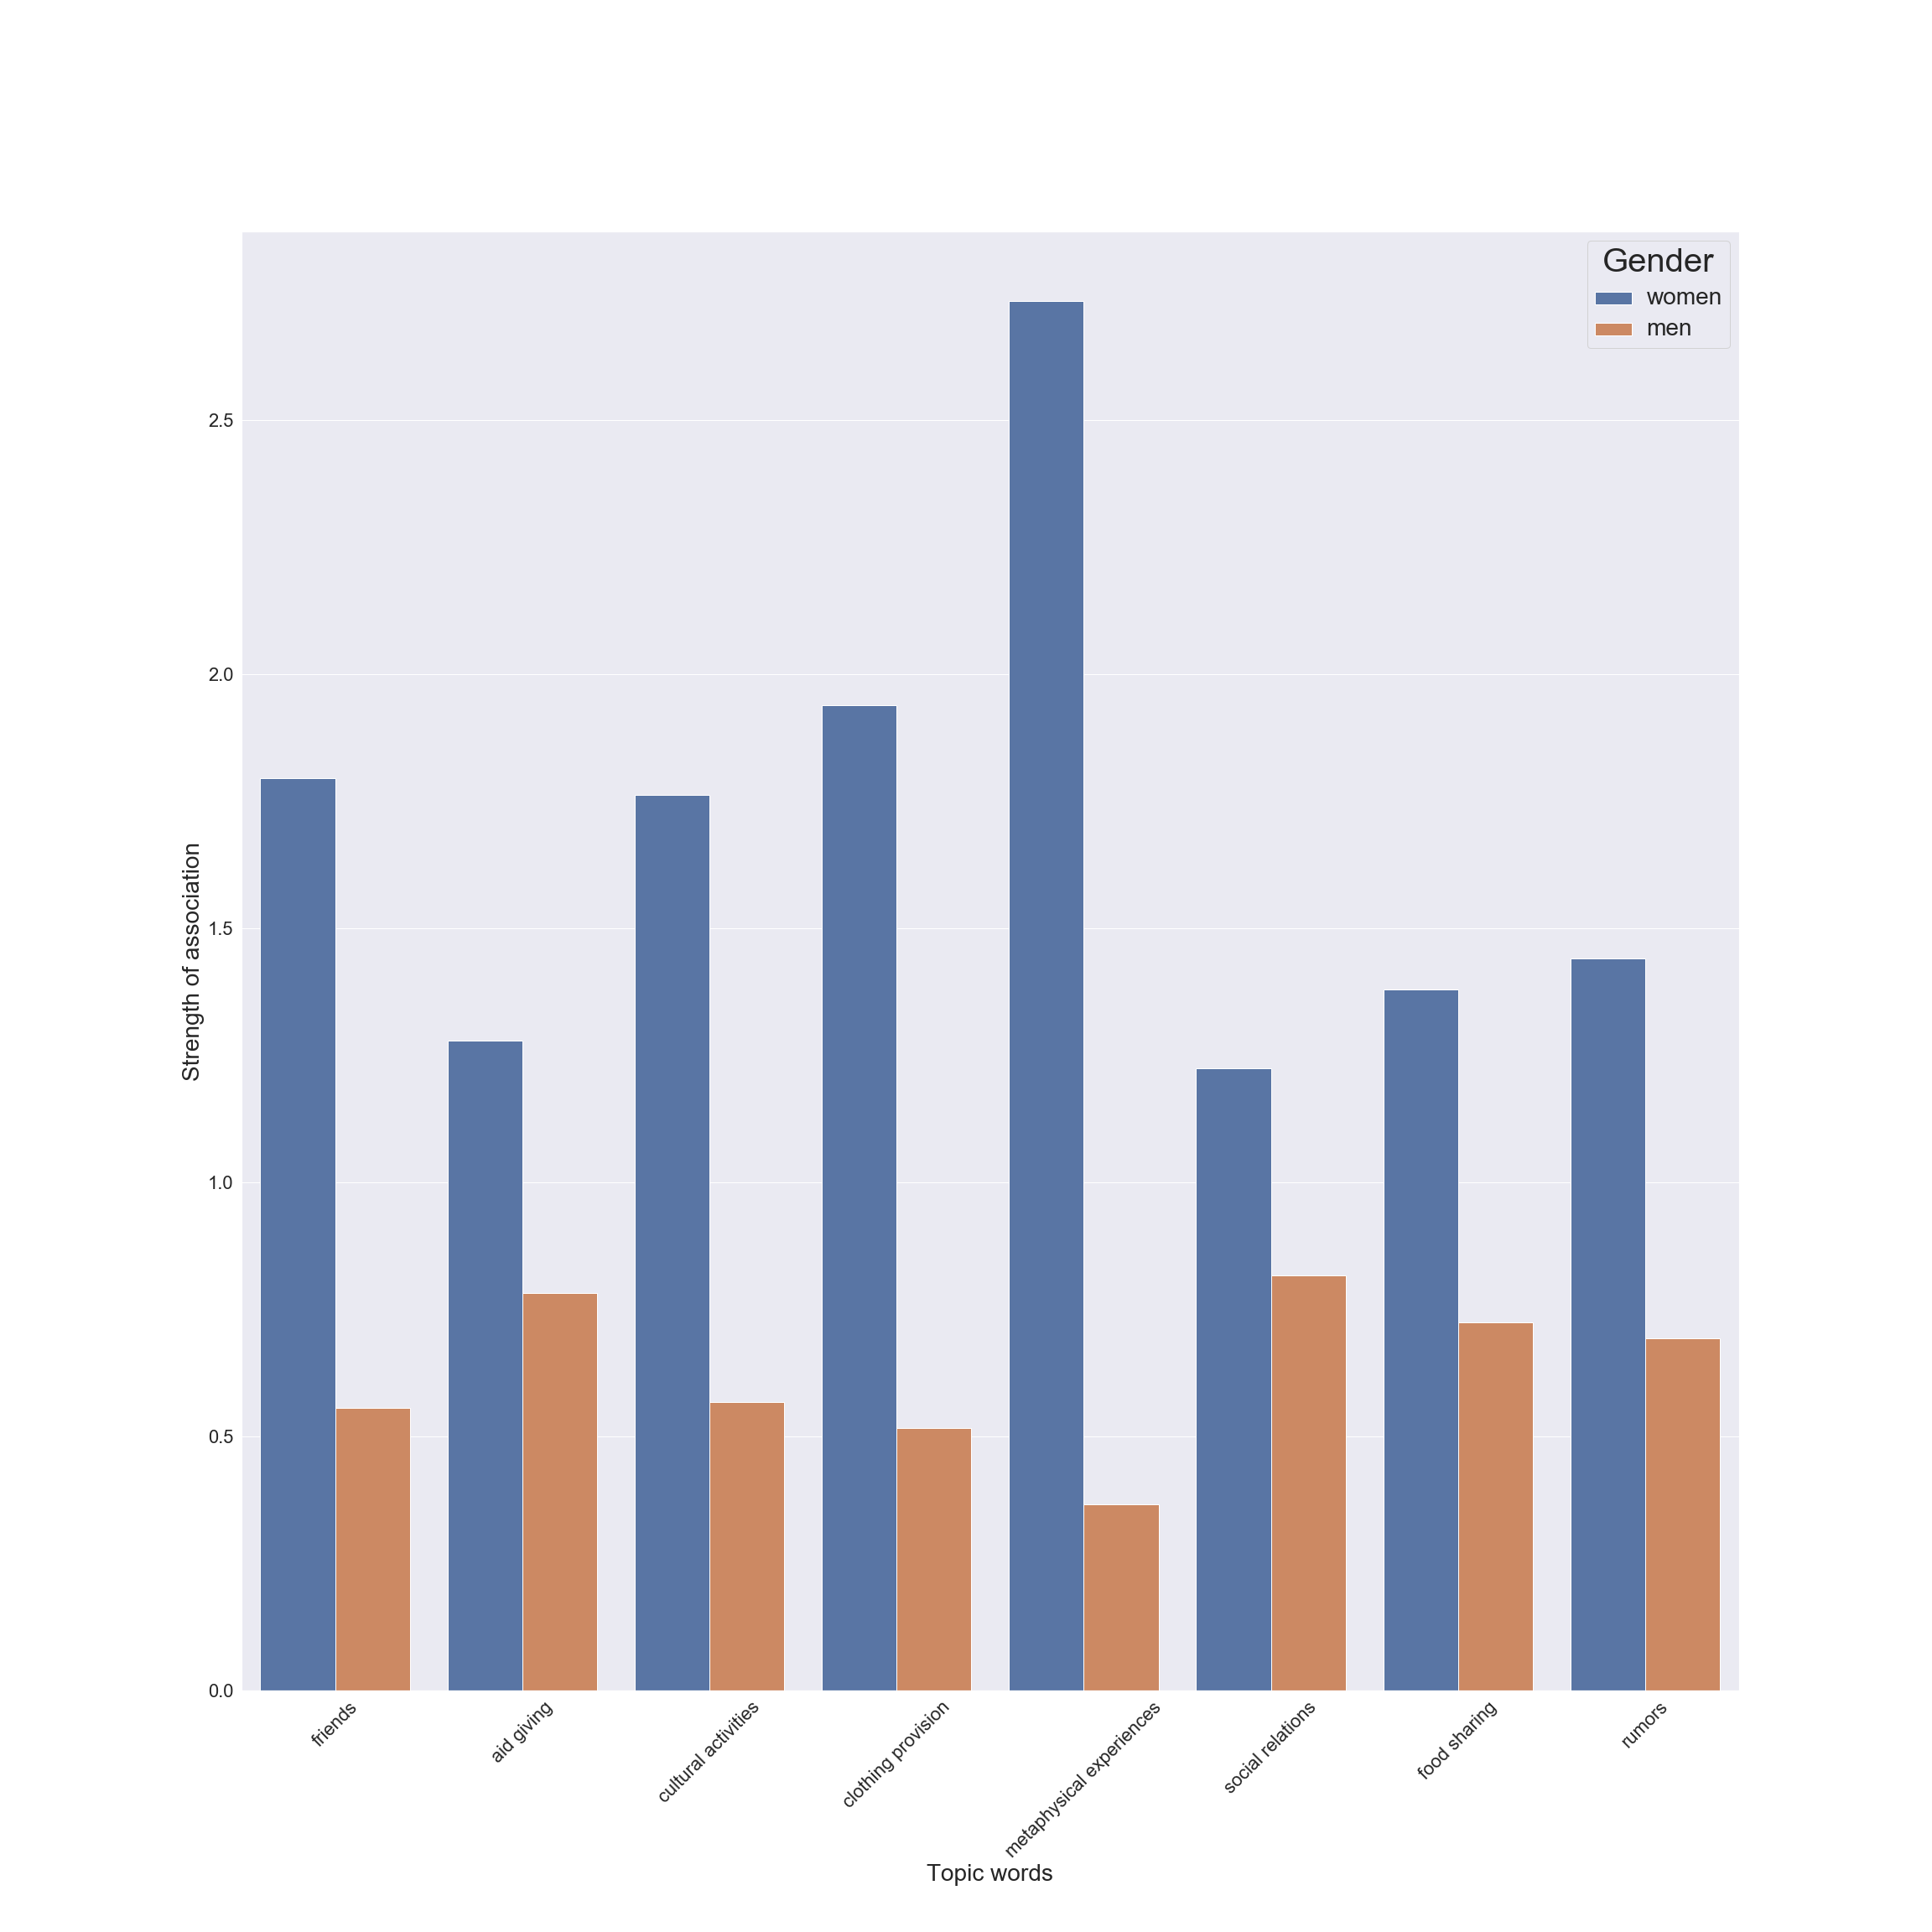 Gender
women
men
Strength of association
2.5
2.0
1.5
1.0
0.5
0.0
friends
aid giving
cultural activities
clothing provision
metaphysical experiences
social relations
food sharing
rumors
Topic words